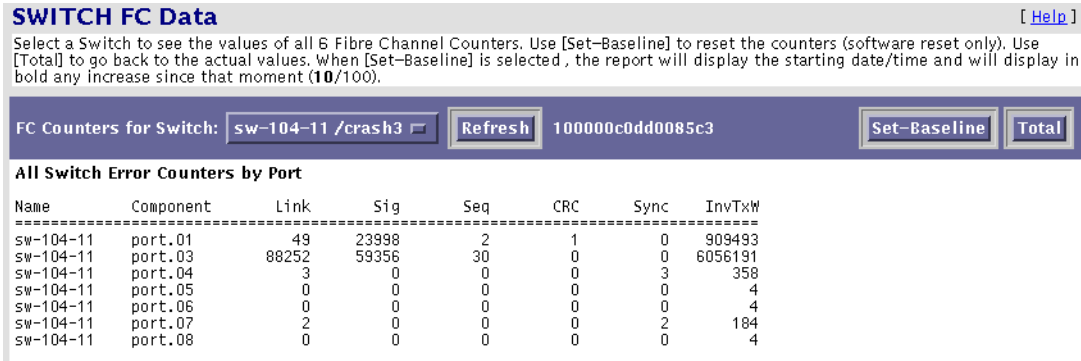 SWITCH FC Data [ Help ]
Select a Switch to see the values of all 6 Fibre Channel Counters. Use [Set-Baseline] to reset the counters (software reset only). Use
[Total] to go back to the actual values. When [Set-Baseline] is selected , the report will display the starting date/time and will display in
bold any increase since that moment (10/100).
FC Counters for Switch: sw-104-11 /crash3 Refresh 100000c0dd0085c3 Set-Baseline Total
All Switch Error Counters by Port
Name Component Link Sig Seq CRC Sync InvTxW
================================================================================
sw-104-11 port.01 49 23998 2 1 0 909493
sw-104-11 port.03 88252 59356 30 0 0 6056191
sw-104-11 port.04 3 0 0 0 3 358
sw-104-11 port.05 0 0 0 0 0 4
sw-104-11 port.06 0 0 0 0 0 4
sw-104-11 port.07 2 0 0 0 2 184
sw-104-11 port.08 0 0 0 0 0 4